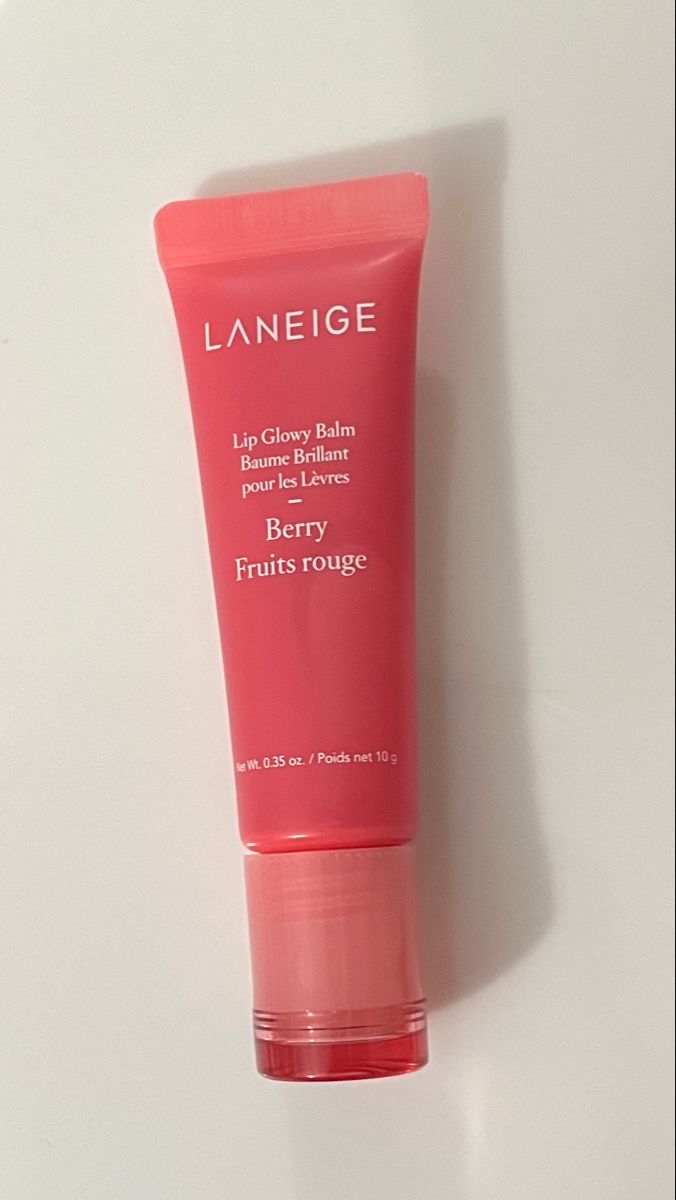 LANEIGE
Lip Glowy Balm
Baume Brillant
pour les Lèvres
Berry
Fruits rouge
Net Wt. 0.35 oz. / Poids net 10 g